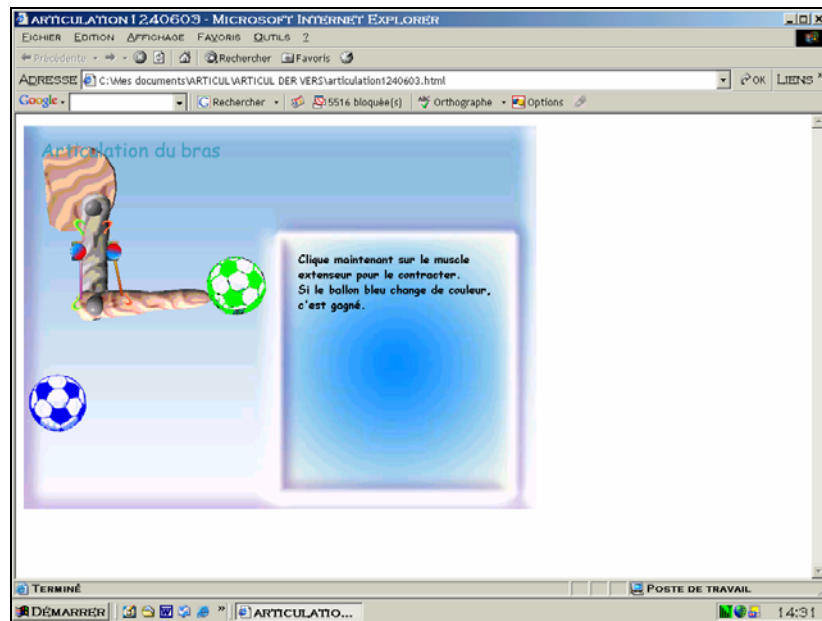 ARTICULATION1240603 - MICROSOFT INTERNET EXPLORER
FICHIER EDITION AFFICHAGE FAVORIS OUTILS ?
Précédente
Rechercher Favoris
ADRESSE C:\Mes documents\ARTICUL\ARTICUL DER VERS\articulation1240603.html OK LIENS »
Google Rechercher 5516 bloquée(s) ABC Orthographe Options
Articulation du bras
Clique maintenant sur le muscle
extenseur pour le contracter.
Si le ballon bleu change de couleur,
c'est gagné.
TERMINÉ POSTE DE TRAVAIL
DÉMARRER » ARTICULATIO... 14:31